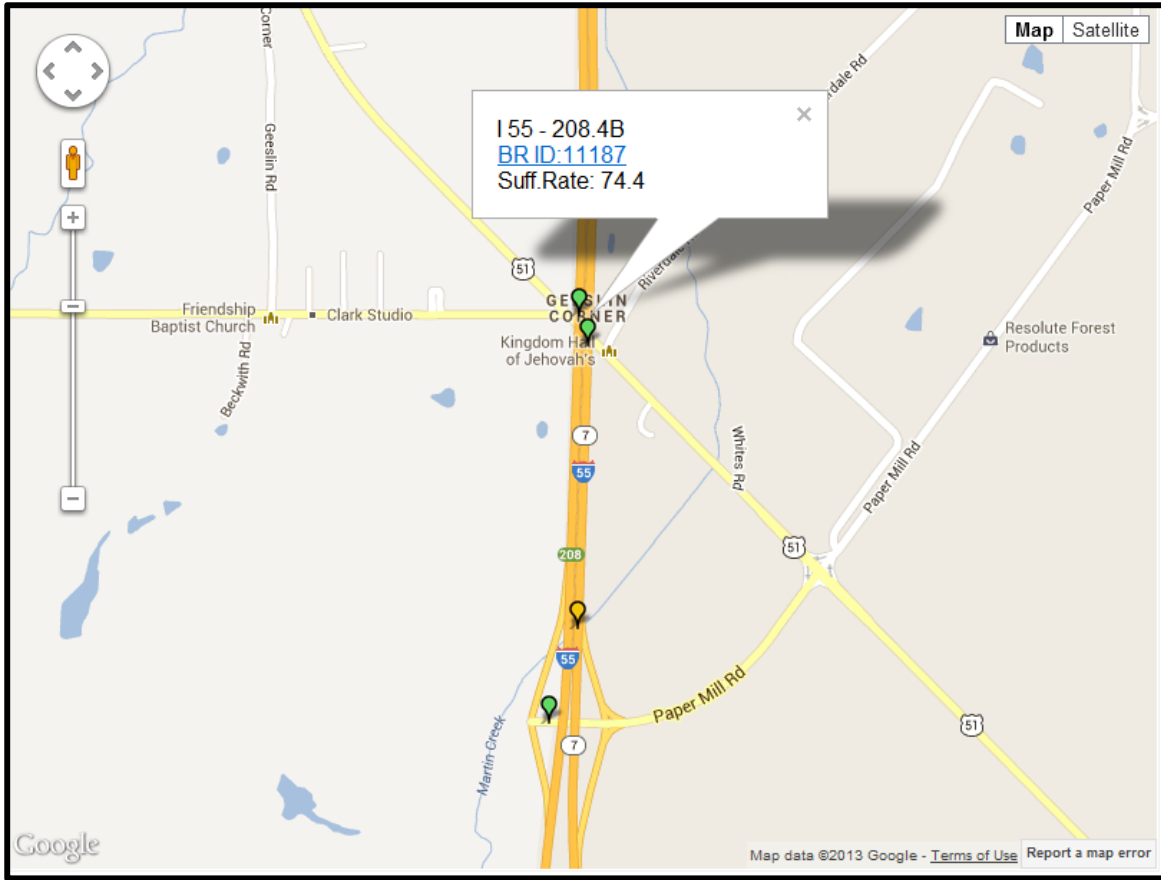 Corner
Map
Satellite
erdale Rd
I 55 - 208.4B
BR ID:11187
Suff.Rate: 74.4
×
Geeslin Rd
Paper Mill Rd
Riverdale
51
GEESLIN
CORNER
Friendship
Baptist Church
Clark Studio
Kingdom Hall
of Jehovah's
Resolute Forest
Products
Beckwith Rd
7
55
Whites Rd
Paper Mill Rd
208
51
55
Paper Mill Rd
Martin Creek
7
51
Google
Map data ©2013 Google - Terms of Use
Report a map error